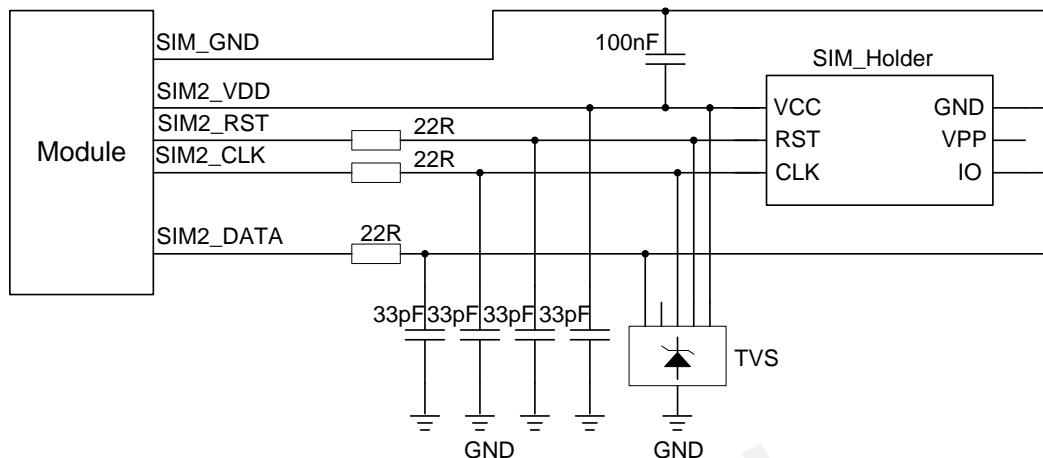 SIM_GND
100nF
SIM_Holder
SIM2_VDD
VCC
GND
SIM2_RST
22R
RST
VPP
Module
SIM2_CLK
22R
CLK
IO
SIM2_DATA
22R
33pF
33pF
33pF
33pF
TVS
GND
GND